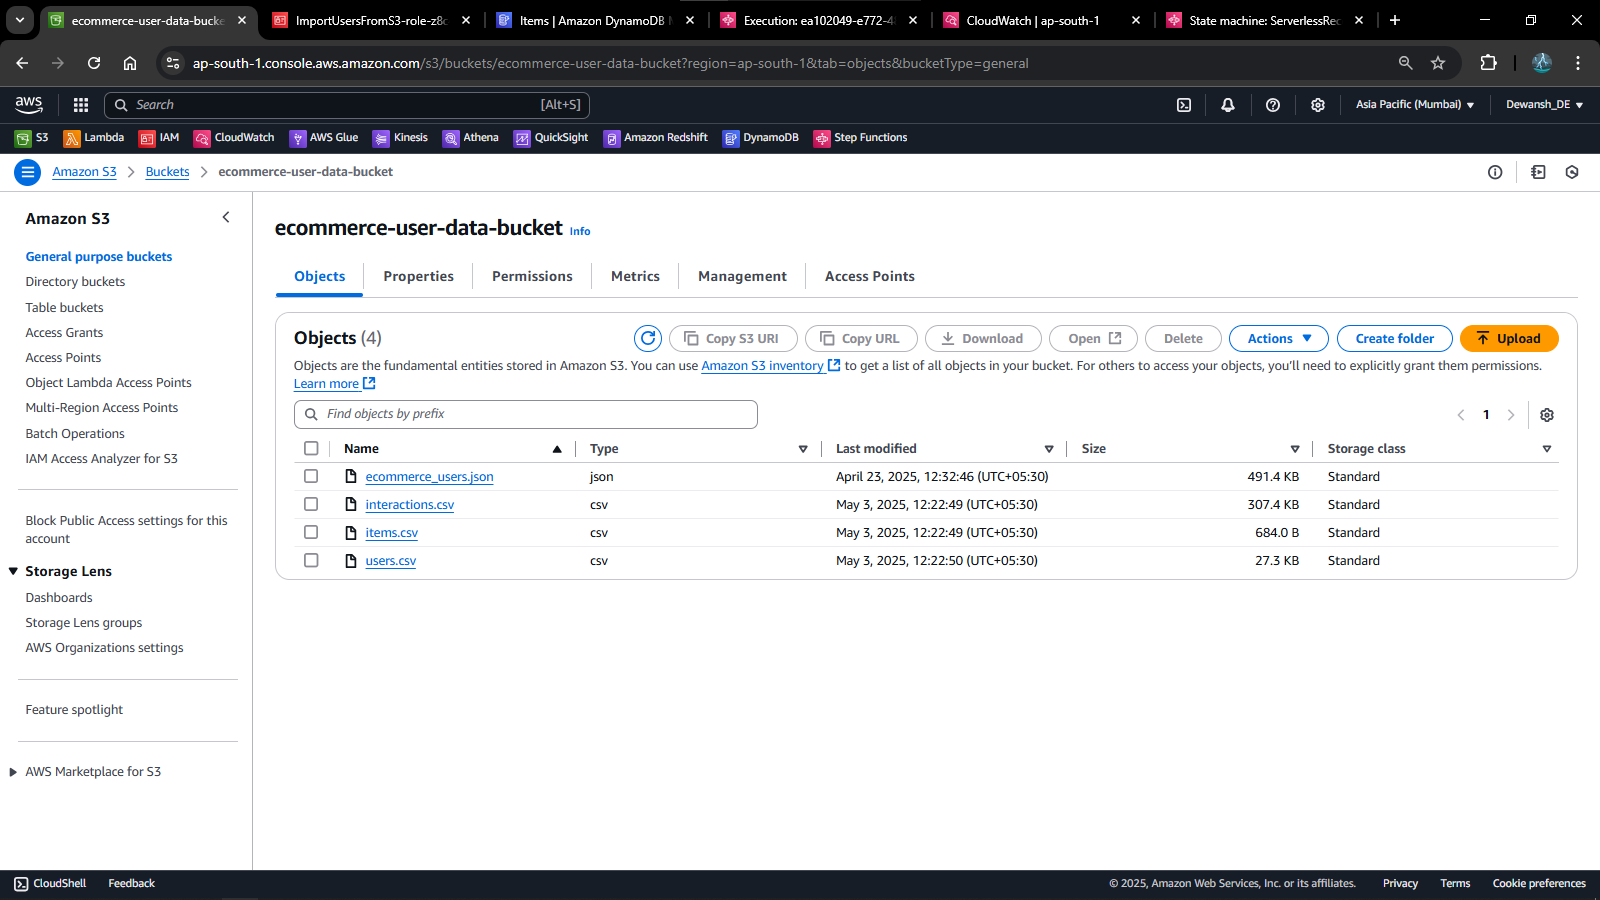 ecommerce-user-data-bucke
ImportUsersFromS3-role-z8c
Items | Amazon DynamoDB M
Execution: ea102049-e772-4
CloudWatch | ap-south-1
State machine: ServerlessRec
ap-south-1.console.aws.amazon.com/s3/buckets/ecommerce-user-data-bucket?region=ap-south-1&tab=objects&bucketType=general
aws
Search
[Alt+S]
Asia Pacific (Mumbai)
Dewansh_DE
S3
Lambda
IAM
CloudWatch
AWS Glue
Kinesis
Athena
QuickSight
Amazon Redshift
DynamoDB
Step Functions
Amazon S3
Buckets
ecommerce-user-data-bucket
Amazon S3
General purpose buckets
Directory buckets
Table buckets
Access Grants
Access Points
Object Lambda Access Points
Multi-Region Access Points
Batch Operations
IAM Access Analyzer for S3
Block Public Access settings for this
account
Storage Lens
Dashboards
Storage Lens groups
AWS Organizations settings
Feature spotlight
AWS Marketplace for S3
ecommerce-user-data-bucket Info
Objects
Properties
Permissions
Metrics
Management
Access Points
Objects (4)
Copy S3 URI
Copy URL
Download
Open
Delete
Actions
Create folder
Upload
Objects are the fundamental entities stored in Amazon S3. You can use Amazon S3 inventory to get a list of all objects in your bucket. For others to access your objects, you'll need to explicitly grant them permissions.
Learn more
Find objects by prefix
1
Name Type Last modified Size Storage class
ecommerce_users.json json April 23, 2025, 12:32:46 (UTC+05:30) 491.4 KB Standard
interactions.csv csv May 3, 2025, 12:22:49 (UTC+05:30) 307.4 KB Standard
items.csv csv May 3, 2025, 12:22:49 (UTC+05:30) 684.0 B Standard
users.csv csv May 3, 2025, 12:22:50 (UTC+05:30) 27.3 KB Standard
CloudShell
Feedback
© 2025, Amazon Web Services, Inc. or its affiliates.
Privacy
Terms
Cookie preferences